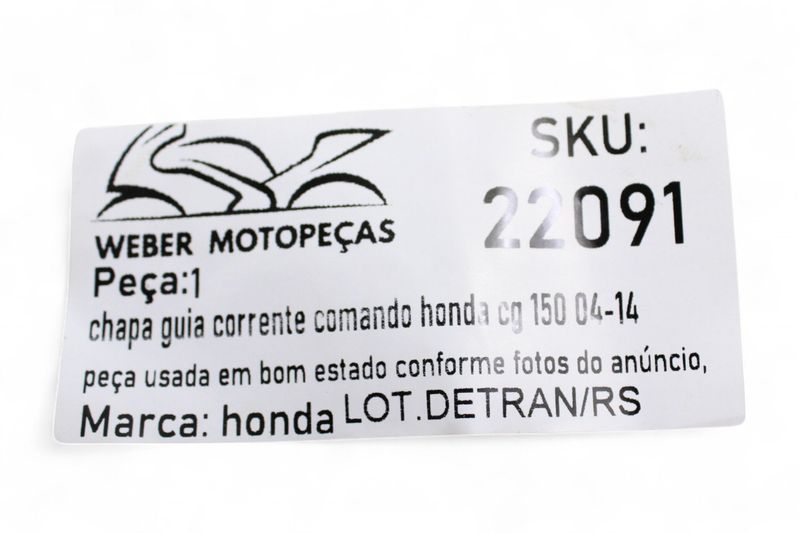 WEBER MOTOPEÇAS
SKU:
22091
Peça:1
chapa guia corrente comando honda cg 150 04-14
peça usada em bom estado conforme fotos do anúncio,
Marca: honda LOT.DETRAN/RS